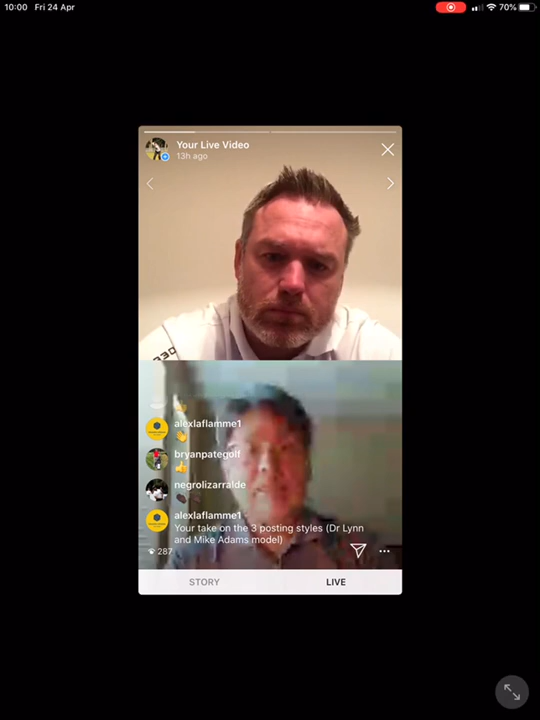 10:00 Fri 24 Apr
70%
Your Live Video
13h ago
alexlaflamme1
bryanpategolf
negrolizarralde
alexlaflamme1
Your take on the 3 posting styles (Dr Lynn
and Mike Adams model)
287
STORY LIVE